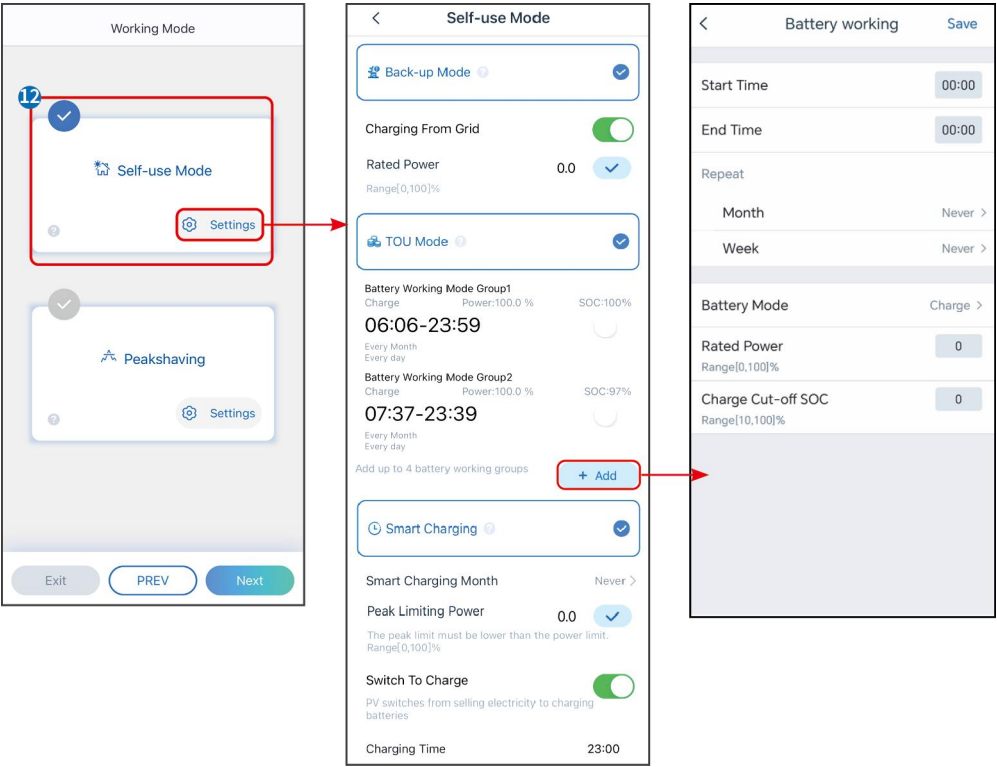 Working Mode
12
Self-use Mode
?
Settings
Peakshaving
?
Settings
Exit
PREV
Next
Self-use Mode
Back-up Mode ?
Charging From Grid
Rated Power
0.0
Range[0,100]%
TOU Mode ?
Battery Working Mode Group1
Charge Power:100.0 % SOC:100%
06:06-23:59
Every Month
Every day
Battery Working Mode Group2
Charge Power:100.0 % SOC:97%
07:37-23:39
Every Month
Every day
Add up to 4 battery working groups
+ Add
Smart Charging ?
Smart Charging Month Never >
Peak Limiting Power
0.0
The peak limit must be lower than the power limit.
Range[0,100]%
Switch To Charge
PV switches from selling electricity to charging
batteries
Charging Time 23:00
Battery working Save
Start Time 00:00
End Time 00:00
Repeat
Month Never >
Week Never >
Battery Mode Charge >
Rated Power 0
Range[0,100]%
Charge Cut-off SOC 0
Range[10,100]%